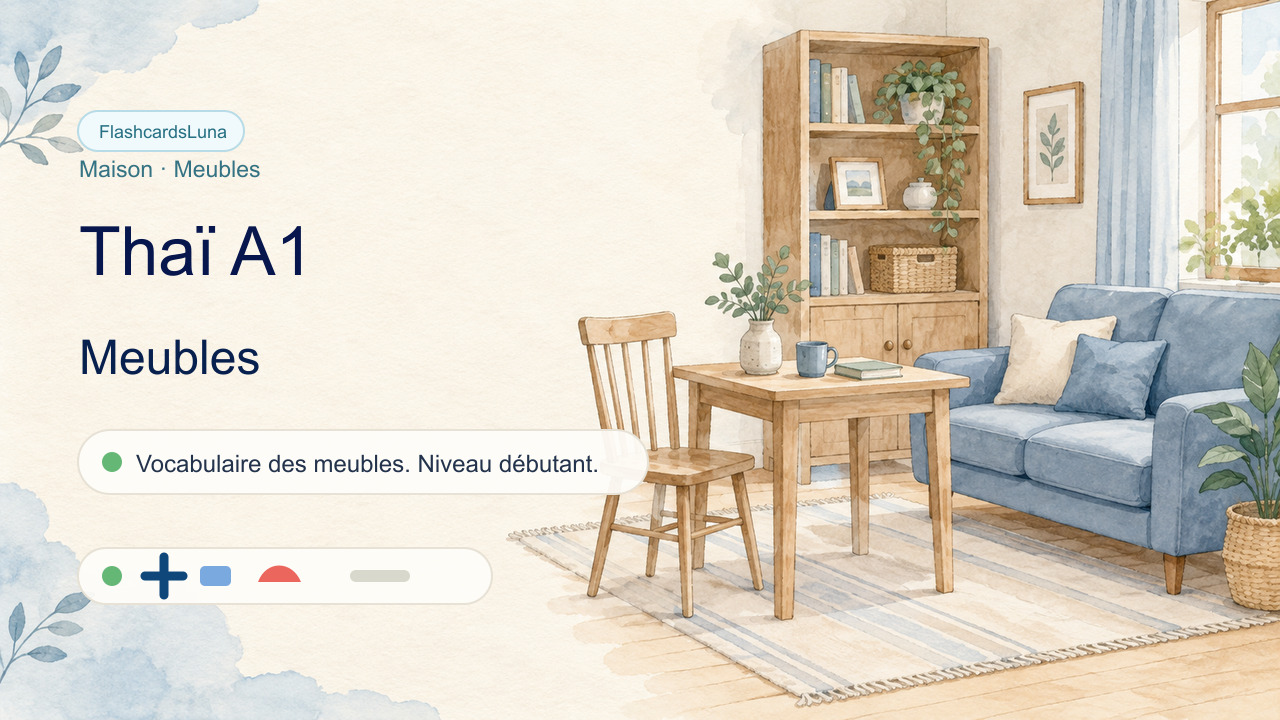 FlashcardsLuna
Maison · Meubles
Thaï A1
Meubles
Vocabulaire des meubles. Niveau débutant.